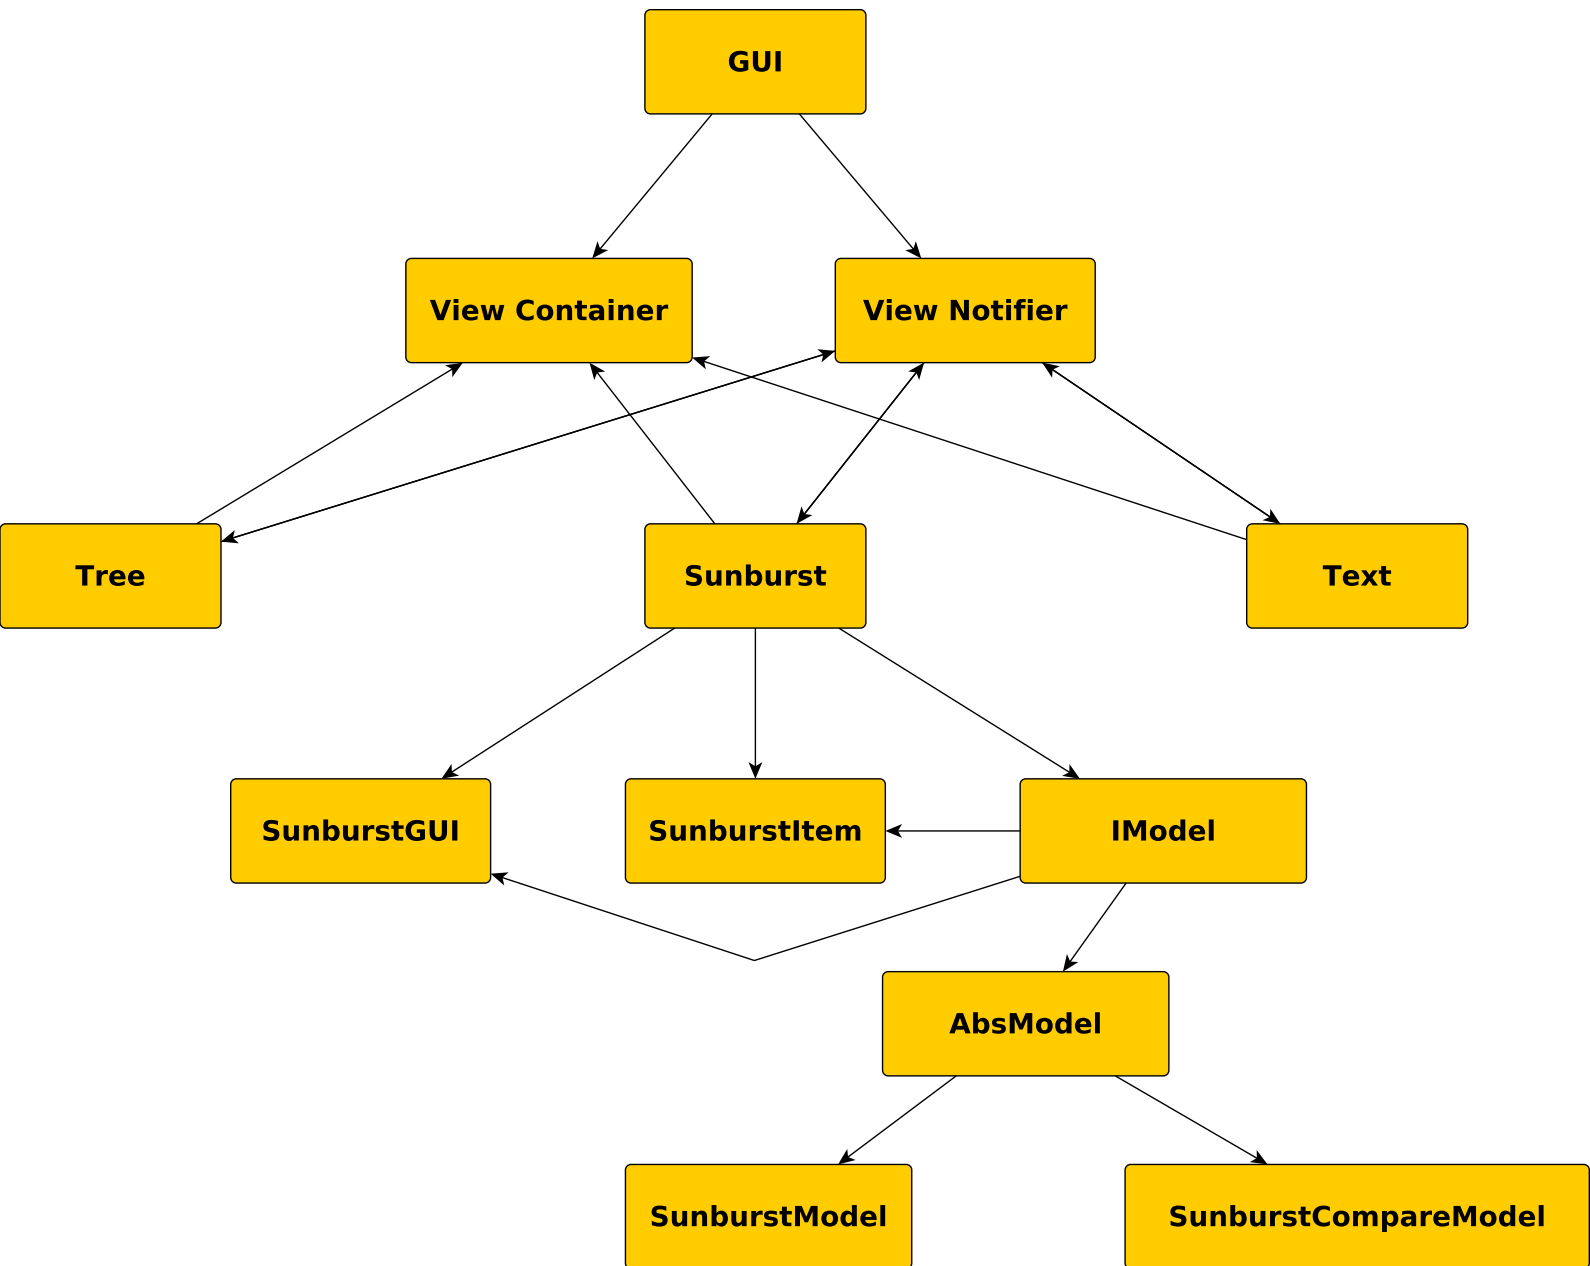 GUI
View Container
View Notifier
Tree
Sunburst
Text
SunburstGUI
SunburstItem
IModel
AbsModel
SunburstModel
SunburstCompareModel